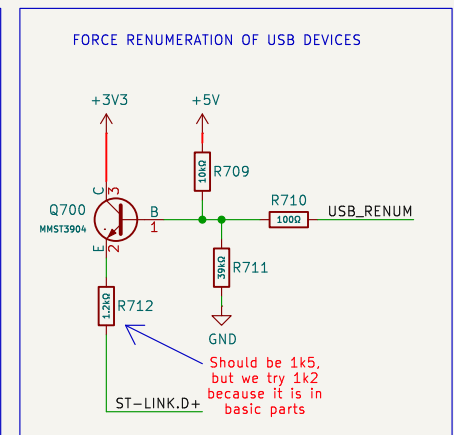 FORCE RENUMERATION OF USB DEVICES
+3V3
+5V
10kΩ
R709
C
3
Q700
MMST3904
B
1
R710
100Ω
USB_RENUM
E
2
39kΩ
R711
1.2kΩ
R712
GND
Should be 1k5,
but we try 1k2
because it is in
basic parts
ST-LINK.D+